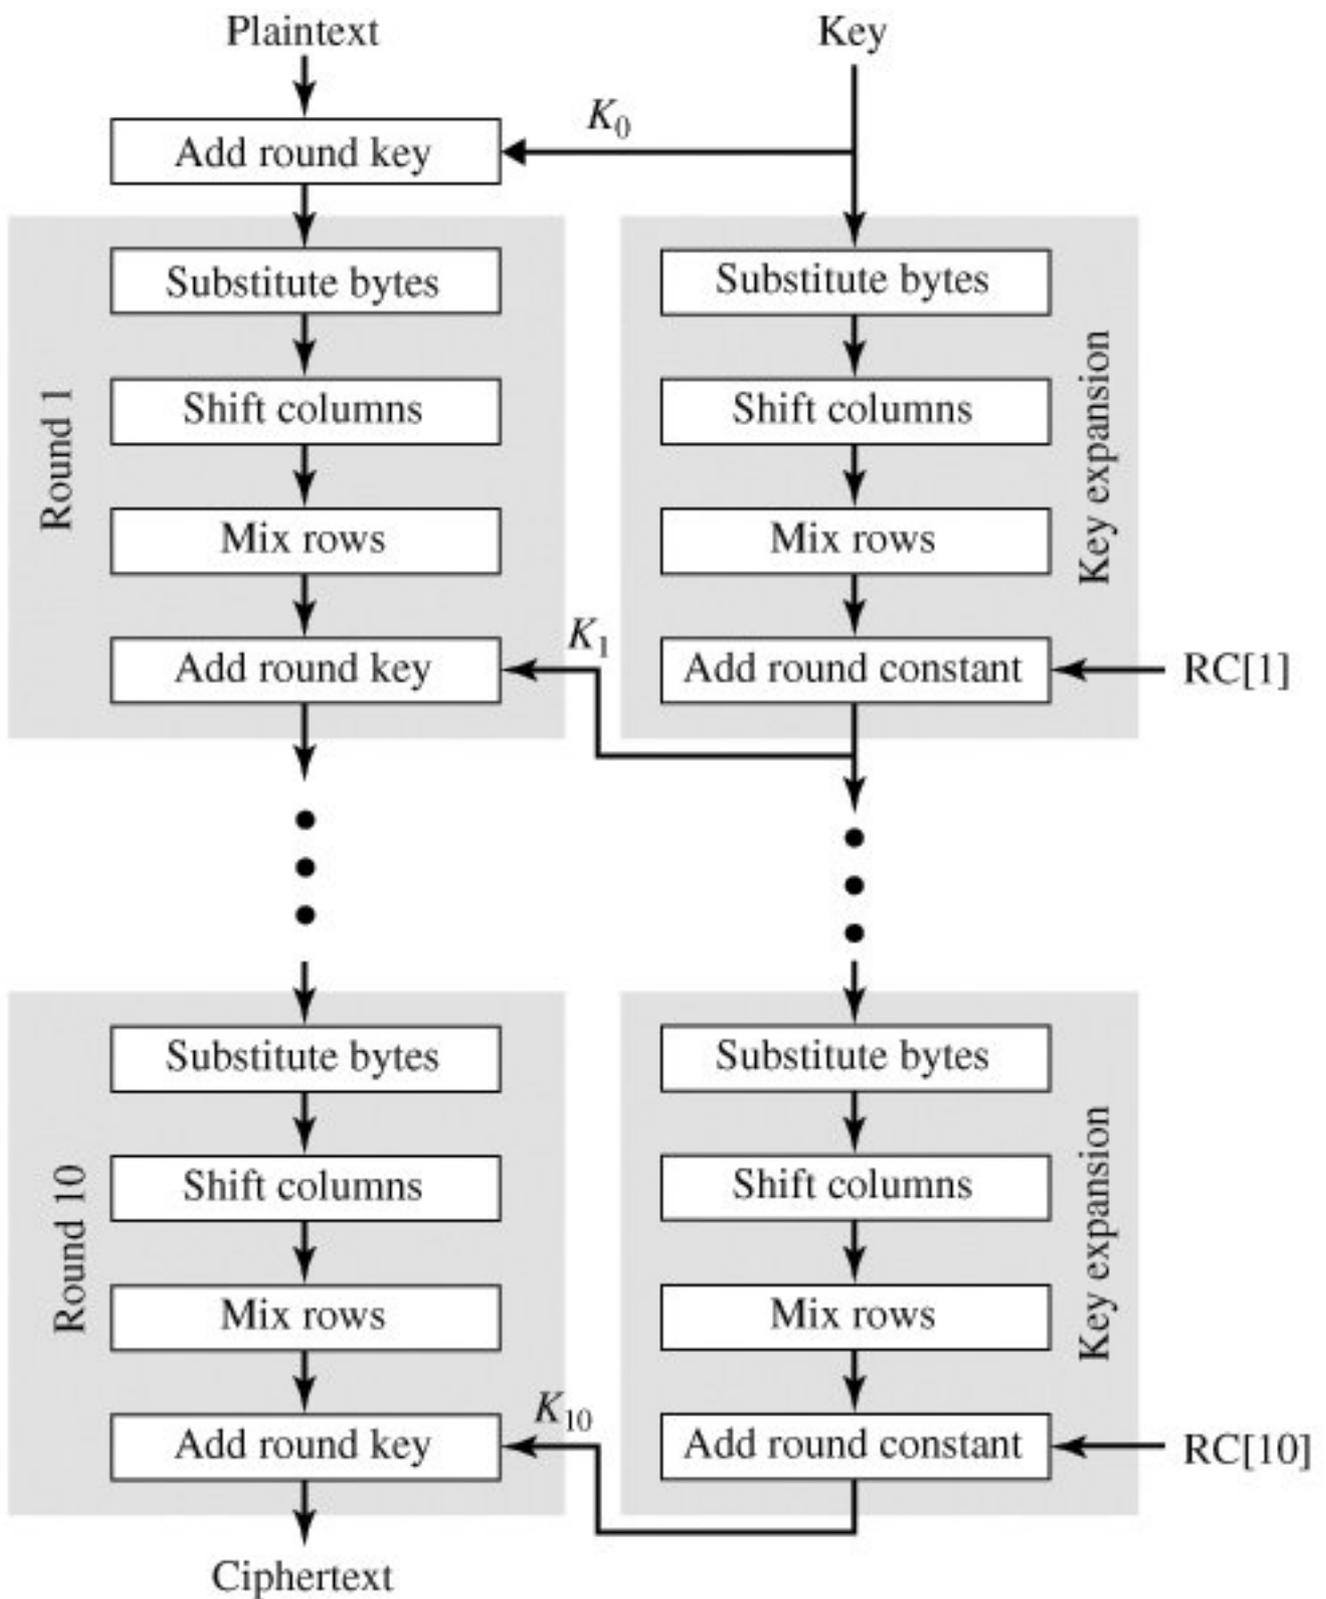 Plaintext
Key
K0
Add round key
Substitute bytes
Shift columns
Mix rows
Add round key
Round 1
Substitute bytes
Shift columns
Mix rows
Add round constant
Key expansion
K1
RC[1]
Substitute bytes
Shift columns
Mix rows
Add round key
Round 10
Substitute bytes
Shift columns
Mix rows
Add round constant
Key expansion
K10
RC[10]
Ciphertext